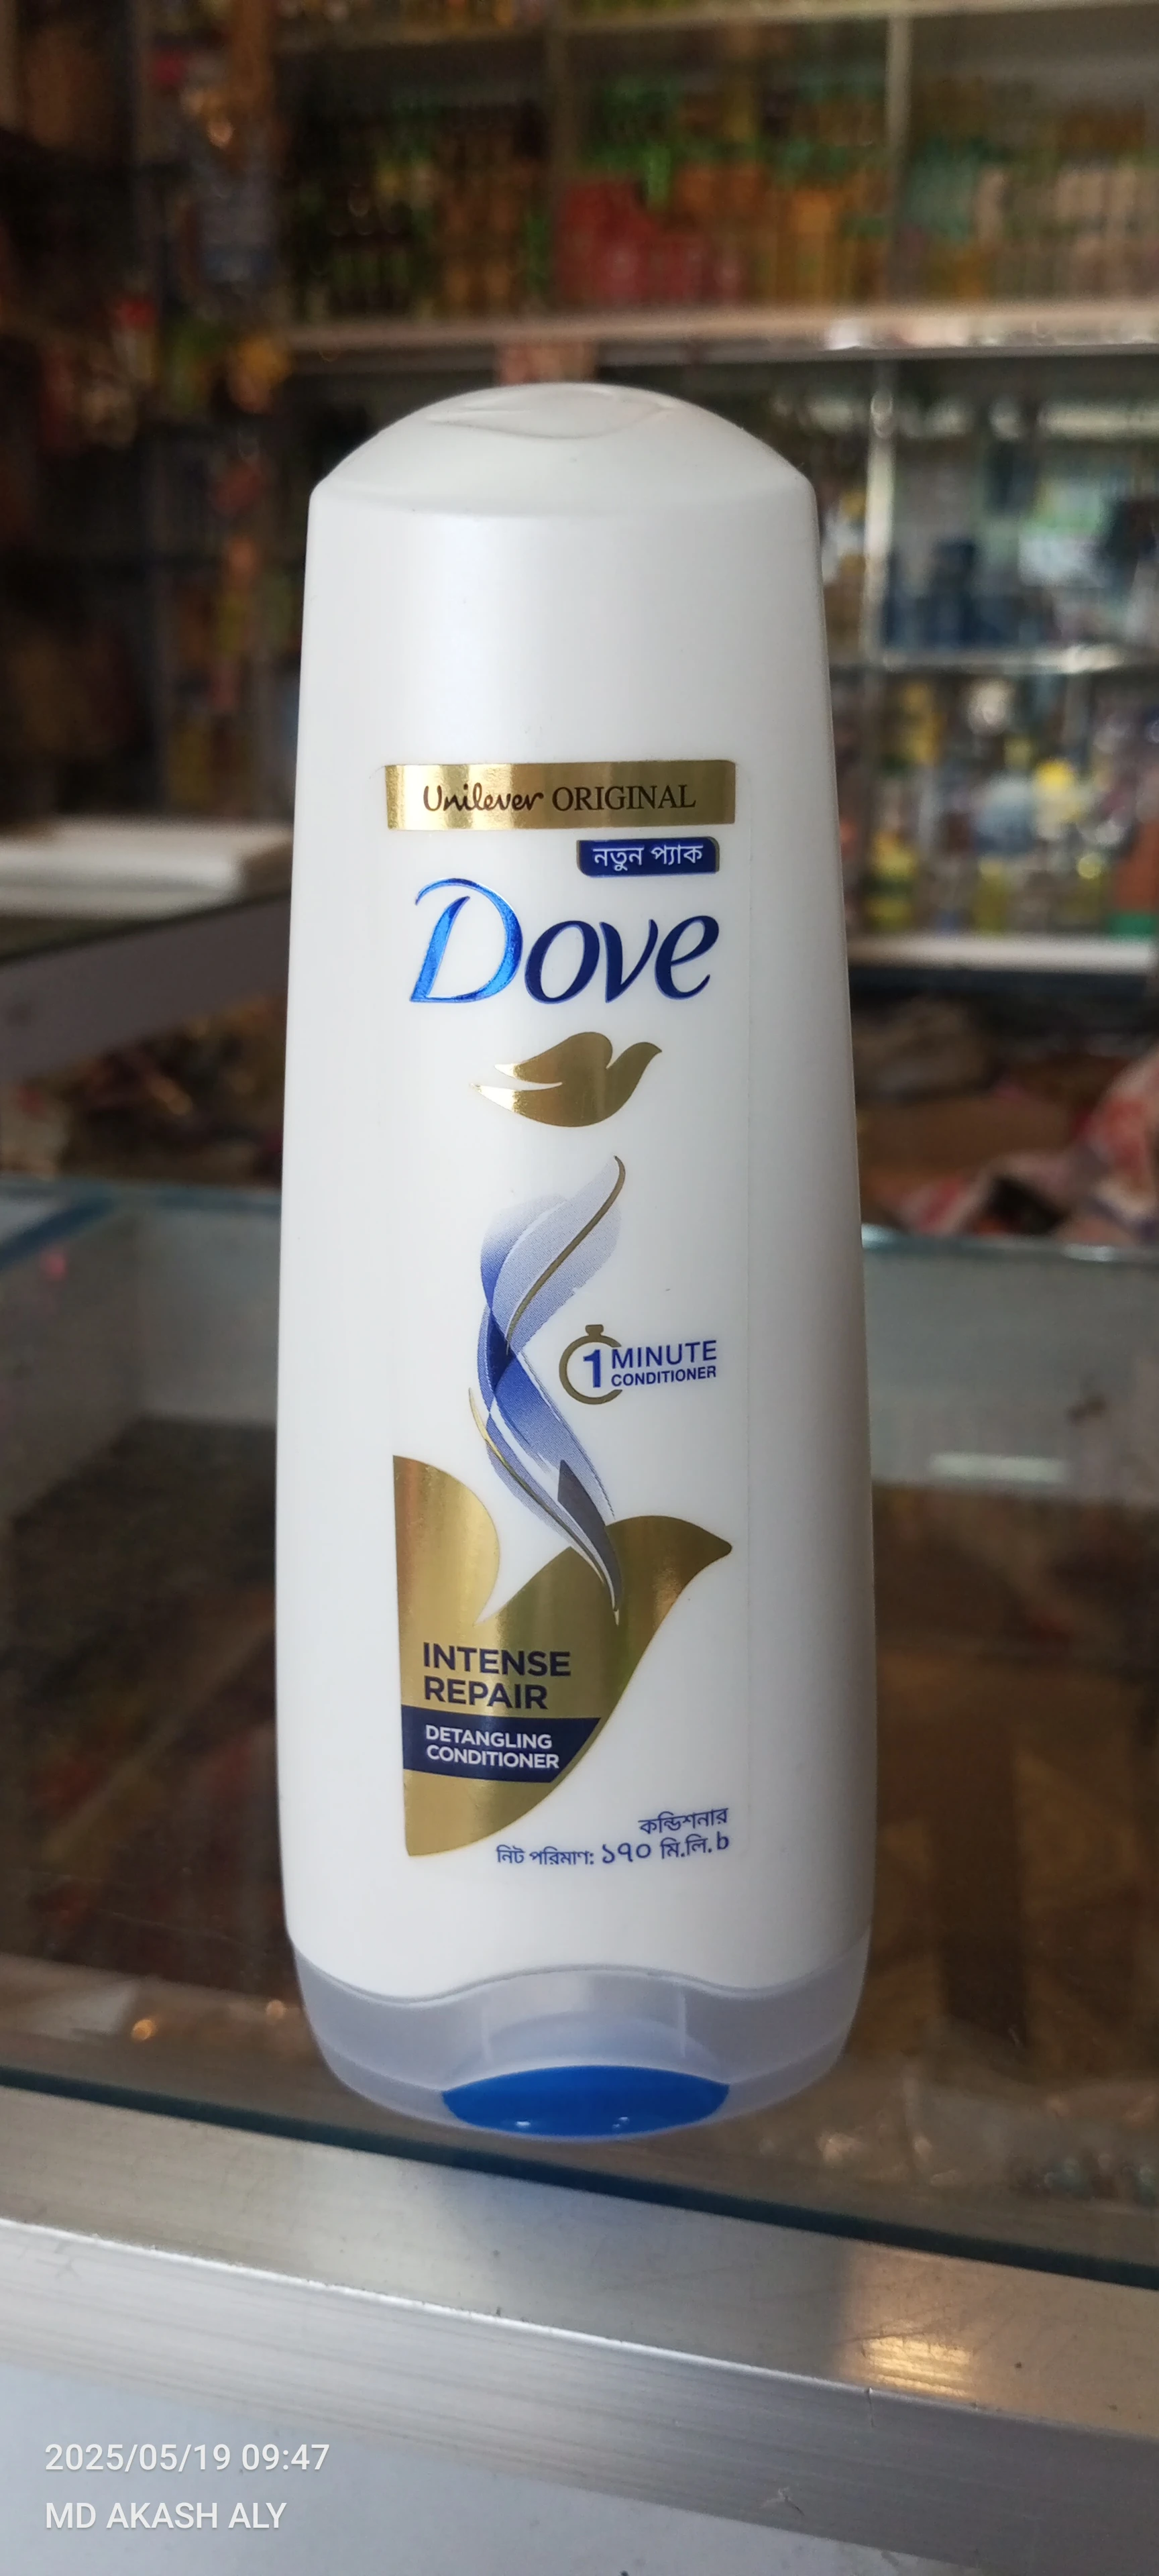 Unilever ORIGINAL
নতুন প্যাক
Dove
1 MINUTE
CONDITIONER
INTENSE
REPAIR
DETANGLING
CONDITIONER
কন্ডিশনার
নিট পরিমাণ: ১৭০ মি.লি. b
2025/05/19 09:47
MD AKASH ALY